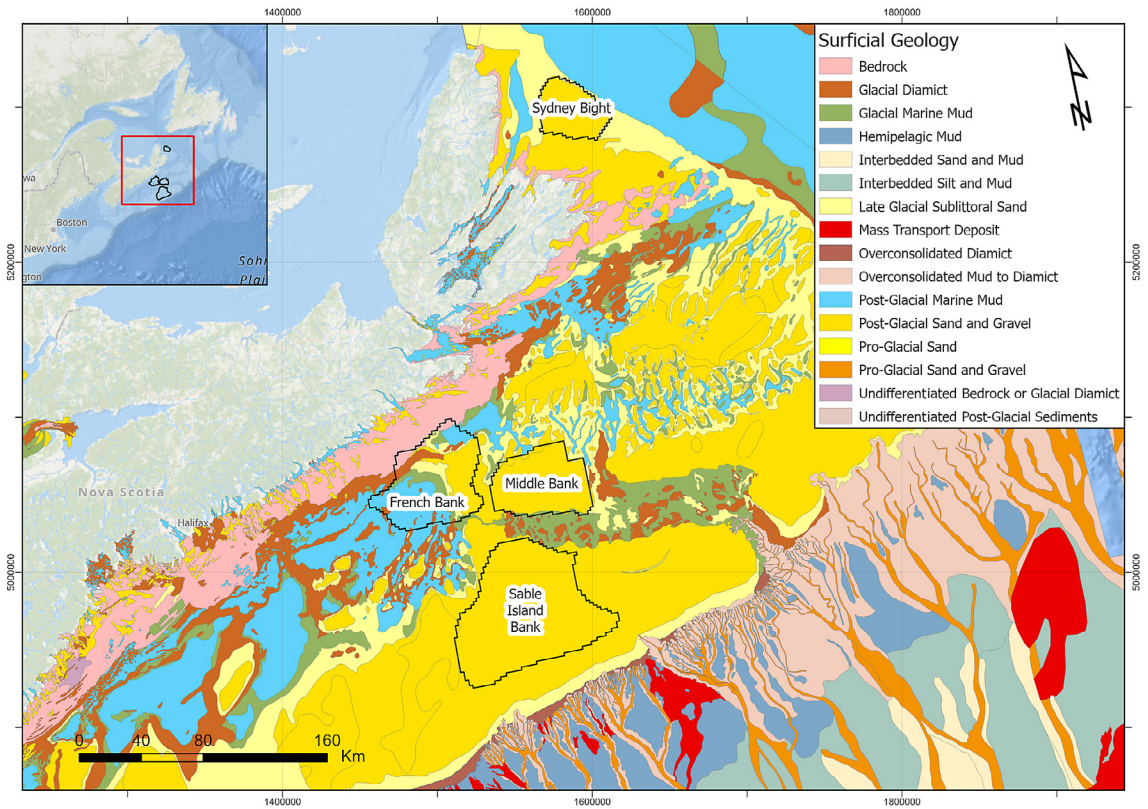 1400000
1600000
1800000
Surficial Geology
Bedrock
Glacial Diamict
Glacial Marine Mud
Hemipelagic Mud
Interbedded Sand and Mud
Interbedded Silt and Mud
Late Glacial Sublittoral Sand
Mass Transport Deposit
Overconsolidated Diamict
Overconsolidated Mud to Diamict
Post-Glacial Marine Mud
Post-Glacial Sand and Gravel
Pro-Glacial Sand
Pro-Glacial Sand and Gravel
Undifferentiated Bedrock or Glacial Diamict
Undifferentiated Post-Glacial Sediments
N
Sydney Bight
wa
Boston
New York
gton
Sohr
Plai
5200000
5200000
Middle Bank
French Bank
Nova Scotia
Halifax
5000000
5000000
Sable
Island
Bank
0 40 80 160
Km
1400000
1600000
1800000